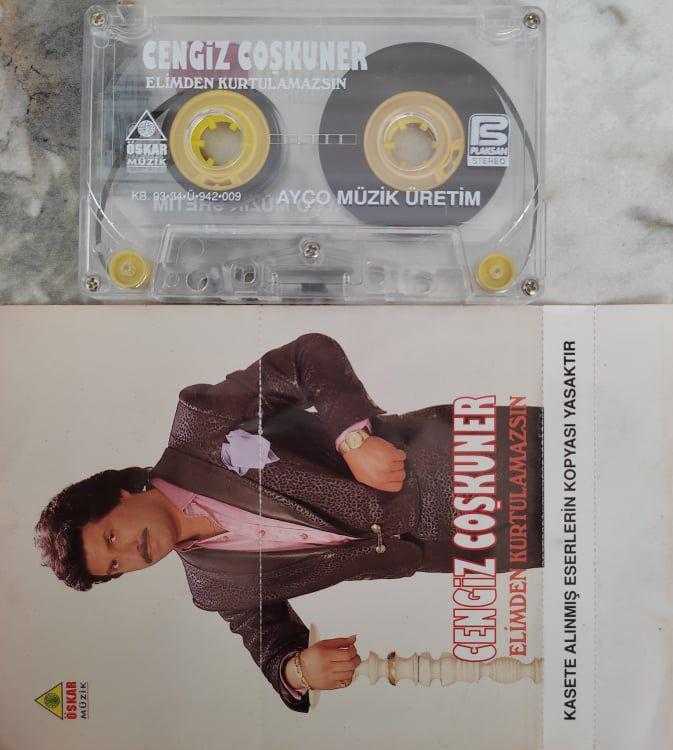 CENGİZ COŞKUNER
ELİMDEN KURTULAMAZSIN
ÖSKAR
MÜZİK
PLAKSAN
STEREO
KB. 93•34•Ü•942•009
AYÇO MÜZİK ÜRETİM
CENGİZ COŞKUNER
ELİMDEN KURTULAMAZSIN
KASETE ALINMIŞ ESERLERİN KOPYASI YASAKTIR
ÖSKAR
MÜZİK